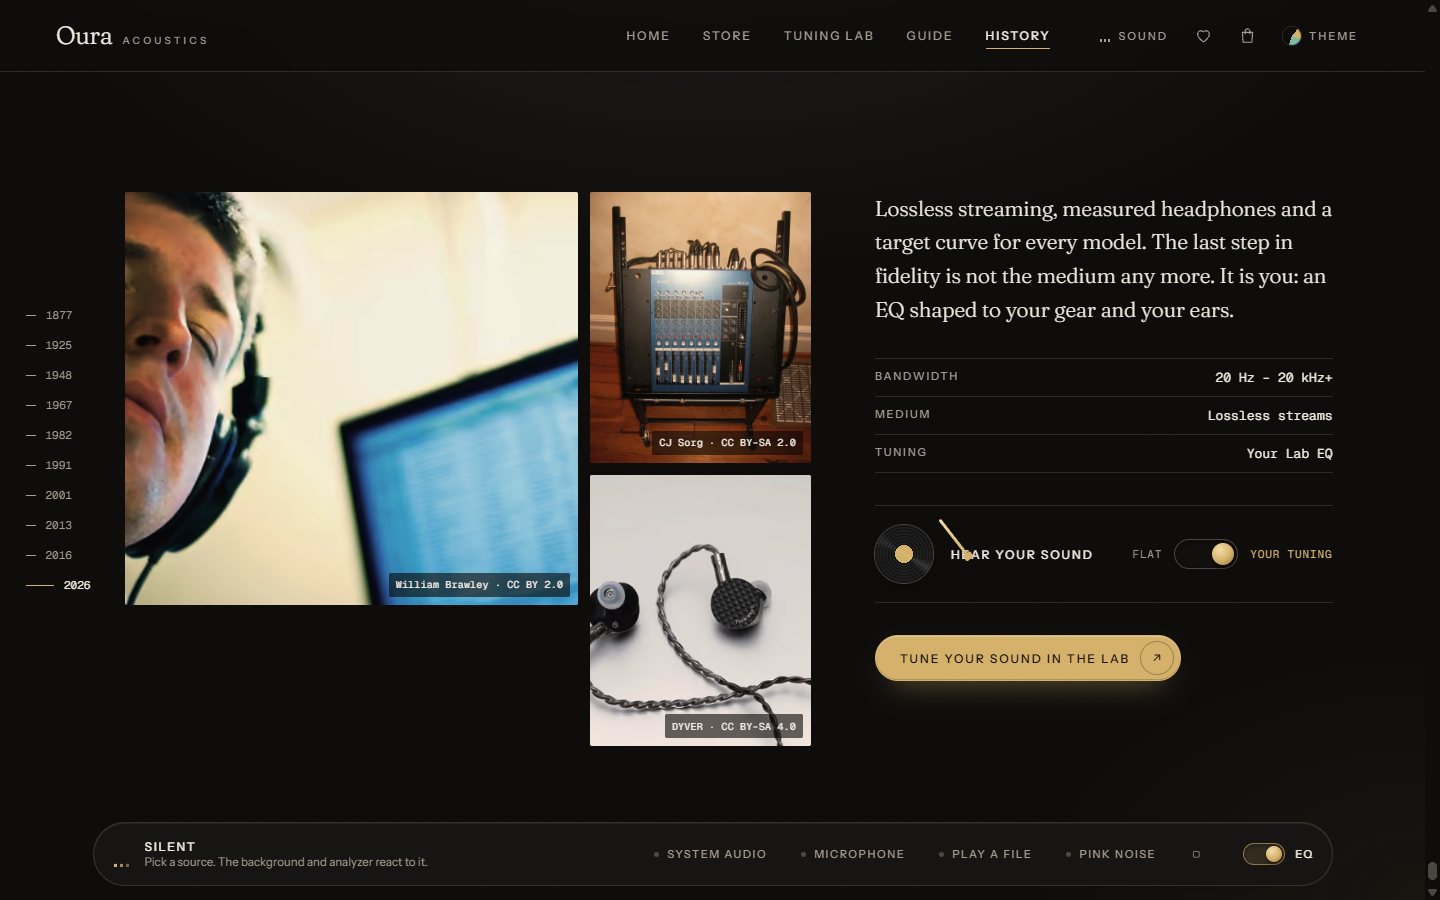 Oura ACOUSTICS
HOME
STORE
TUNING LAB
GUIDE
HISTORY
SOUND
THEME
1877
1925
1948
1967
1982
1991
2001
2013
2016
2026
William Brawley · CC BY 2.0
CJ Sorg · CC BY-SA 2.0
DYVER · CC BY-SA 4.0
Lossless streaming, measured headphones and a
target curve for every model. The last step in
fidelity is not the medium any more. It is you: an
EQ shaped to your gear and your ears.
BANDWIDTH 20 Hz – 20 kHz+
MEDIUM Lossless streams
TUNING Your Lab EQ
HEAR YOUR SOUND
FLAT
YOUR TUNING
TUNE YOUR SOUND IN THE LAB
SILENT
Pick a source. The background and analyzer react to it.
SYSTEM AUDIO
MICROPHONE
PLAY A FILE
PINK NOISE
EQ